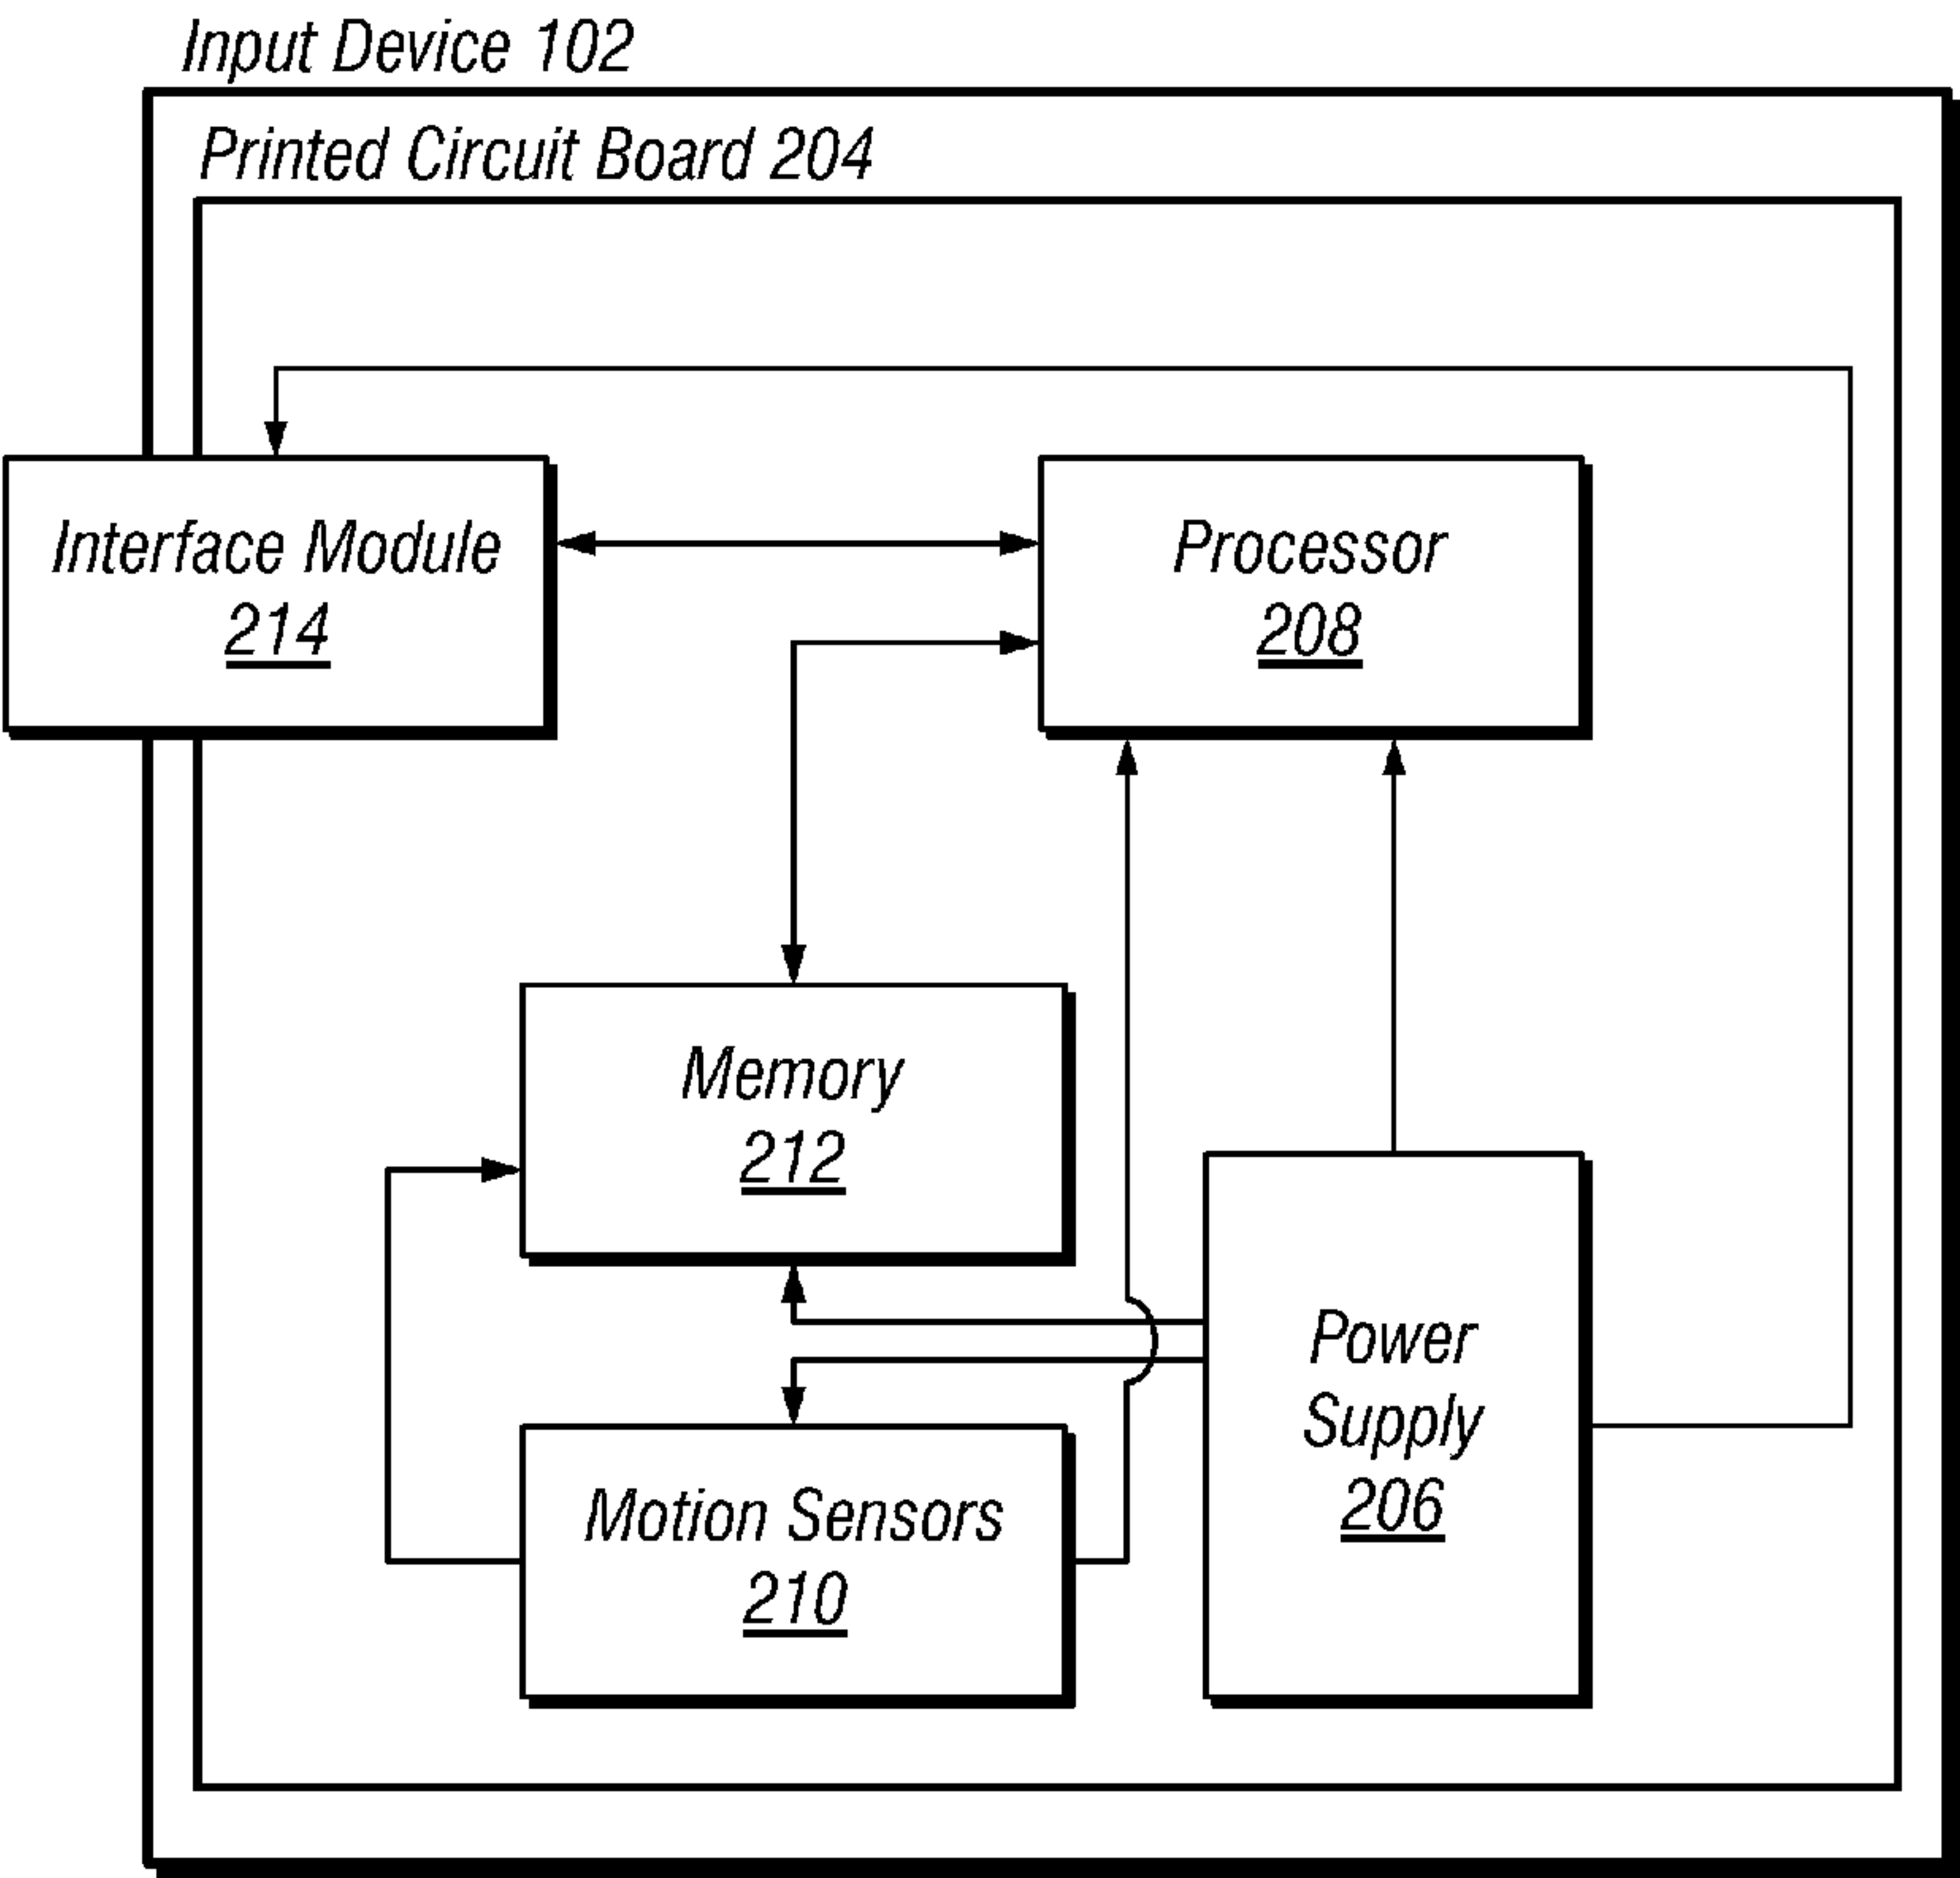 Input Device 102
Printed Circuit Board 204
Interface Module
214
Processor
208
Memory
212
Power
Supply
206
Motion Sensors
210